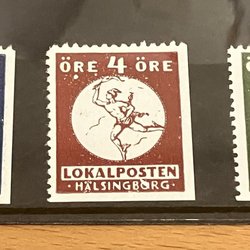 ÖRE 4 ÖRE
LOKALPOSTEN
· HÄLSINGBORG ·